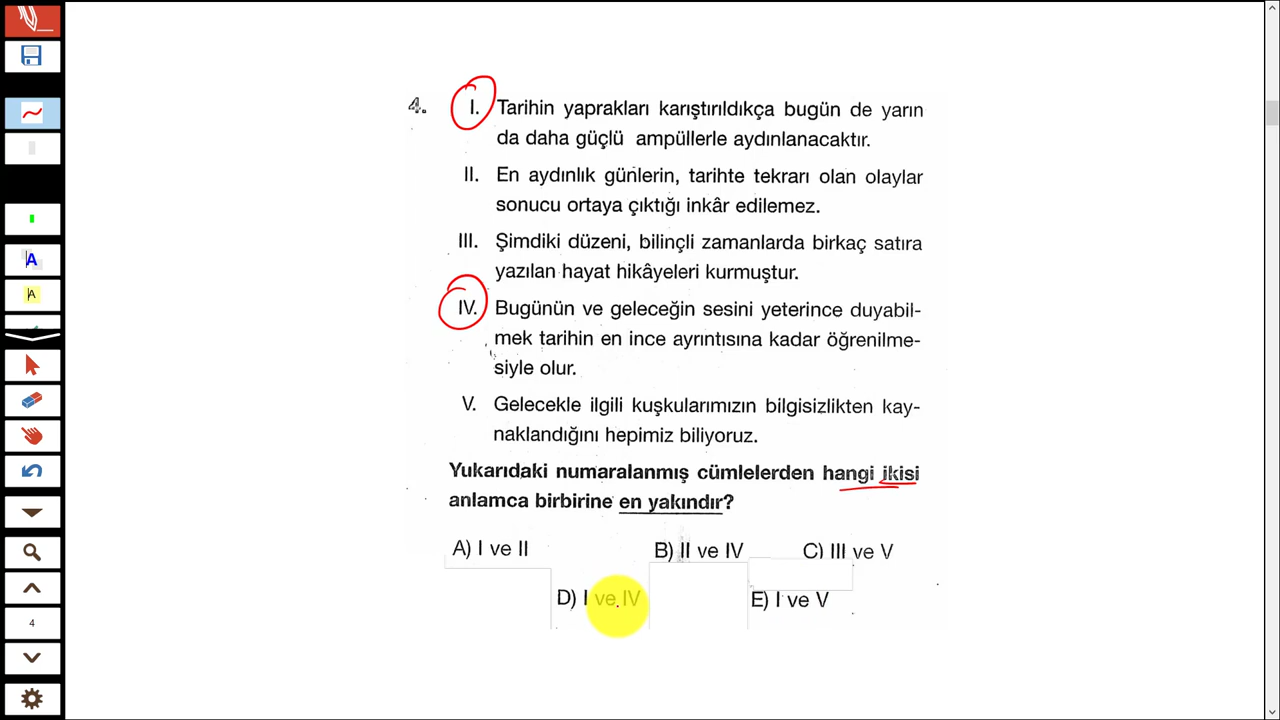 4. I. Tarihin yaprakları karıştırıldıkça bugün de yarın
da daha güçlü ampüllerle aydınlanacaktır.
II. En aydınlık günlerin, tarihte tekrarı olan olaylar
sonucu ortaya çıktığı inkâr edilemez.
III. Şimdiki düzeni, bilinçli zamanlarda birkaç satıra
yazılan hayat hikâyeleri kurmuştur.
IV. Bugünün ve geleceğin sesini yeterince duyabil-
mek tarihin en ince ayrıntısına kadar öğrenilme-
siyle olur.
V. Gelecekle ilgili kuşkularımızın bilgisizlikten kay-
naklandığını hepimiz biliyoruz.
Yukarıdaki numaralanmış cümlelerden hangi ikisi
anlamca birbirine en yakındır?
A) I ve II B) II ve IV C) III ve V
D) I ve IV E) I ve V
A
A
4